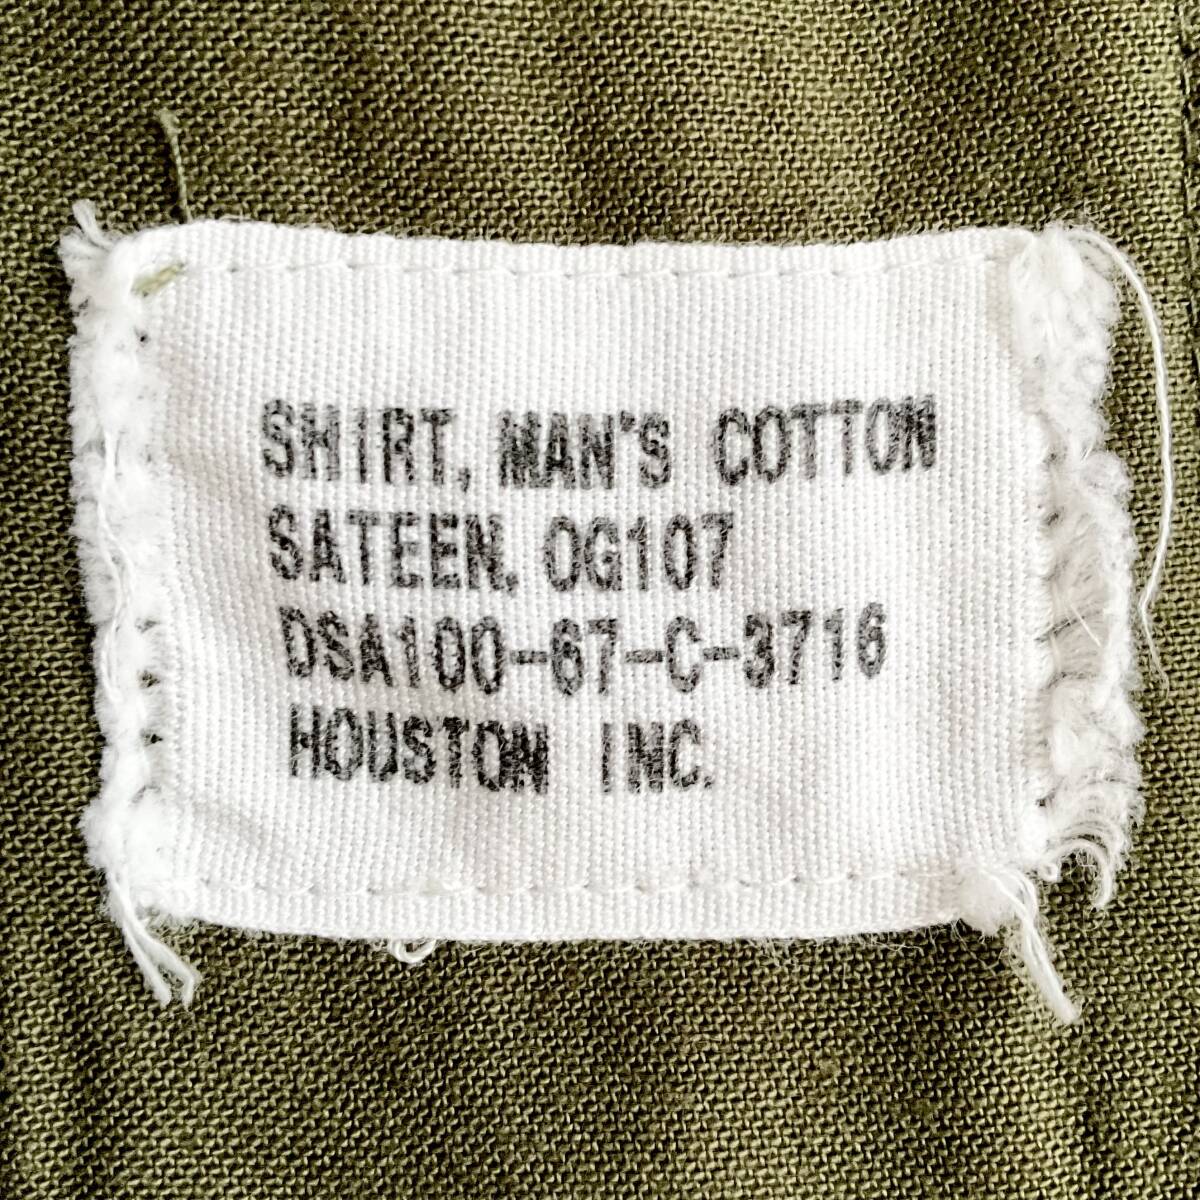 SHIRT, MAN'S COTTON
SATEEN, OG107
DSA100-67-C-3716
HOUSTON INC.